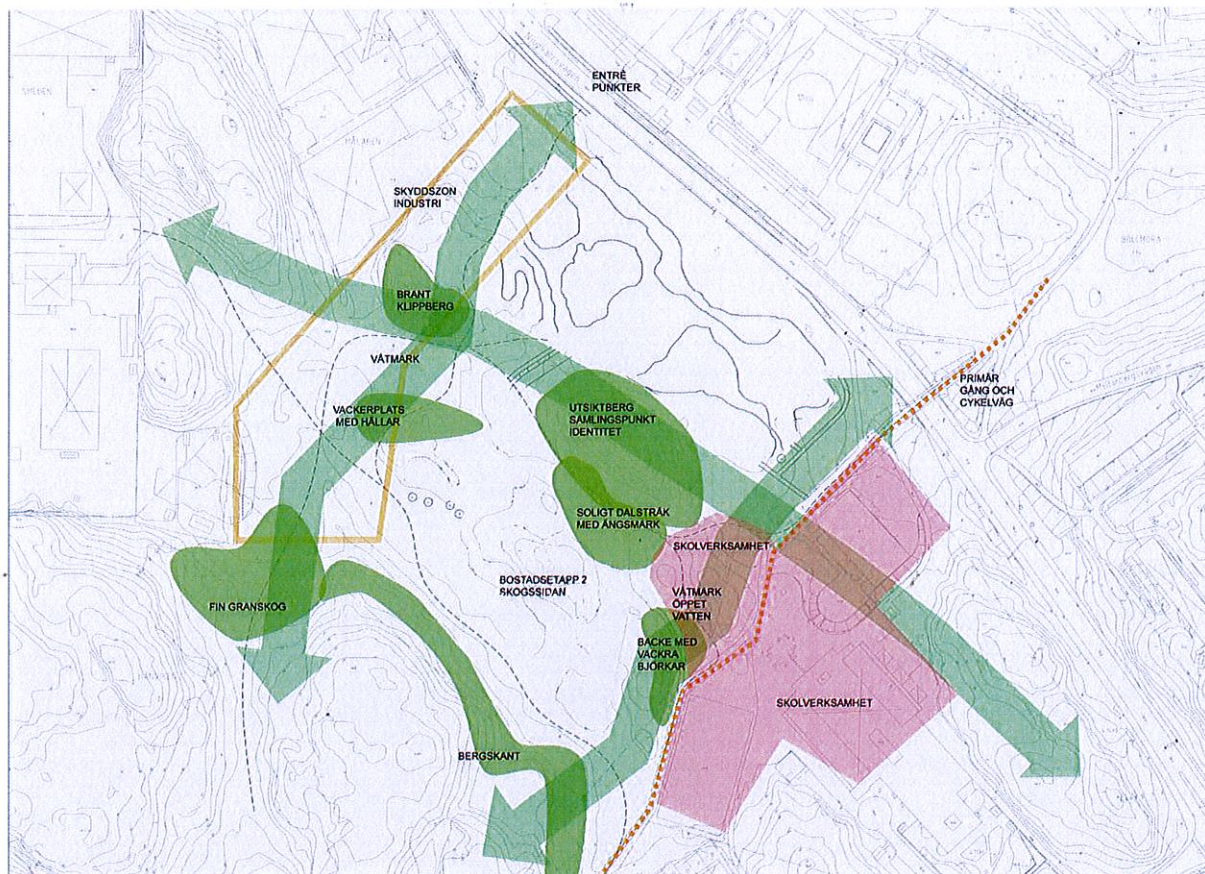 ENTRÉ
PUNKTER
SKYDDSZON
INDUSTRI
BRANT
KLIPPBERG
VÅTMARK
VACKERPLATS
MED HÄLLAR
UTSIKTBERG
SAMLINGSPUNKT
IDENTITET
PRIMÄR
GÅNG OCH
CYKELVÄG
SOLIGT DALSTRÅK
MED ÄNGSMARK
SKOLVERKSAMHET
BOSTADSETAPP 2
SKOGSSIDAN
VÅTMARK
ÖPPET
VATTEN
FIN GRANSKOG
BÄCKE MED
VACKRA
BJÖRKAR
SKOLVERKSAMHET
BERGSKANT